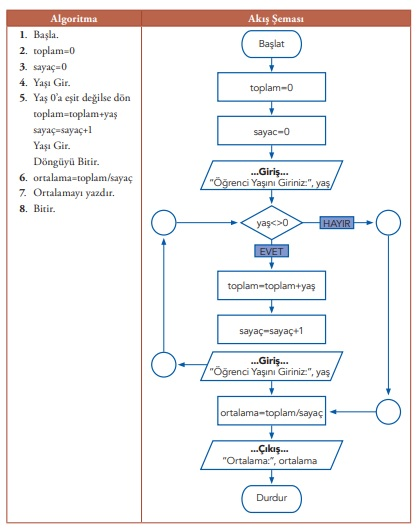 Algoritma
1. Başla.
2. toplam=0
3. sayaç=0
4. Yaşı Gir.
5. Yaş 0'a eşit değilse dön
toplam=toplam+yaş
sayaç=sayaç+1
Yaşı Gir.
Döngüyü Bitir.
6. ortalama=toplam/sayaç
7. Ortalamayı yazdır.
8. Bitir.
Akış Şeması
Başlat
toplam=0
sayac=0
...Giriş...
"Öğrenci Yaşını Giriniz:", yaş
yaş<>0
HAYIR
EVET
toplam=toplam+yaş
sayaç=sayaç+1
...Giriş...
"Öğrenci Yaşını Giriniz:", yaş
ortalama=toplam/sayaç
...Çıkış...
"Ortalama:", ortalama
Durdur